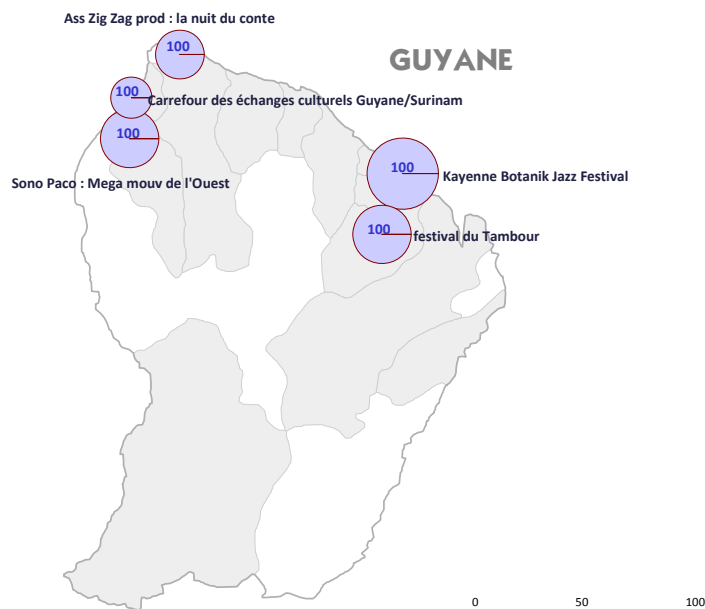 Ass Zig Zag prod : la nuit du conte
100
GUYANE
100
Carrefour des échanges culturels Guyane/Surinam
100
Sono Paco : Mega mouv de l'Ouest
100
Kayenne Botanik Jazz Festival
100
festival du Tambour
0 50 100